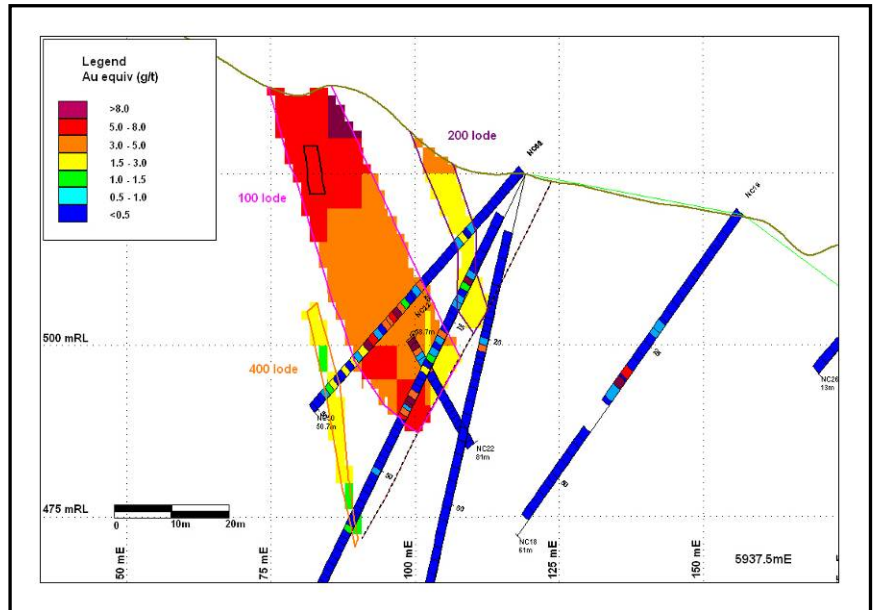 Legend
Au equiv (g/t)
>8.0
5.0 - 8.0
3.0 - 5.0
1.5 - 3.0
1.0 - 1.5
0.5 - 1.0
<0.5
200 lode
100 lode
NC18
500 mRL
400 lode
50.7m
NC22
81m
NC26
13m
475 mRL
0 10m 20m
NC18
61m
50 mE
75 mE
100 mE
125 mE
150 mE
5937.5mE